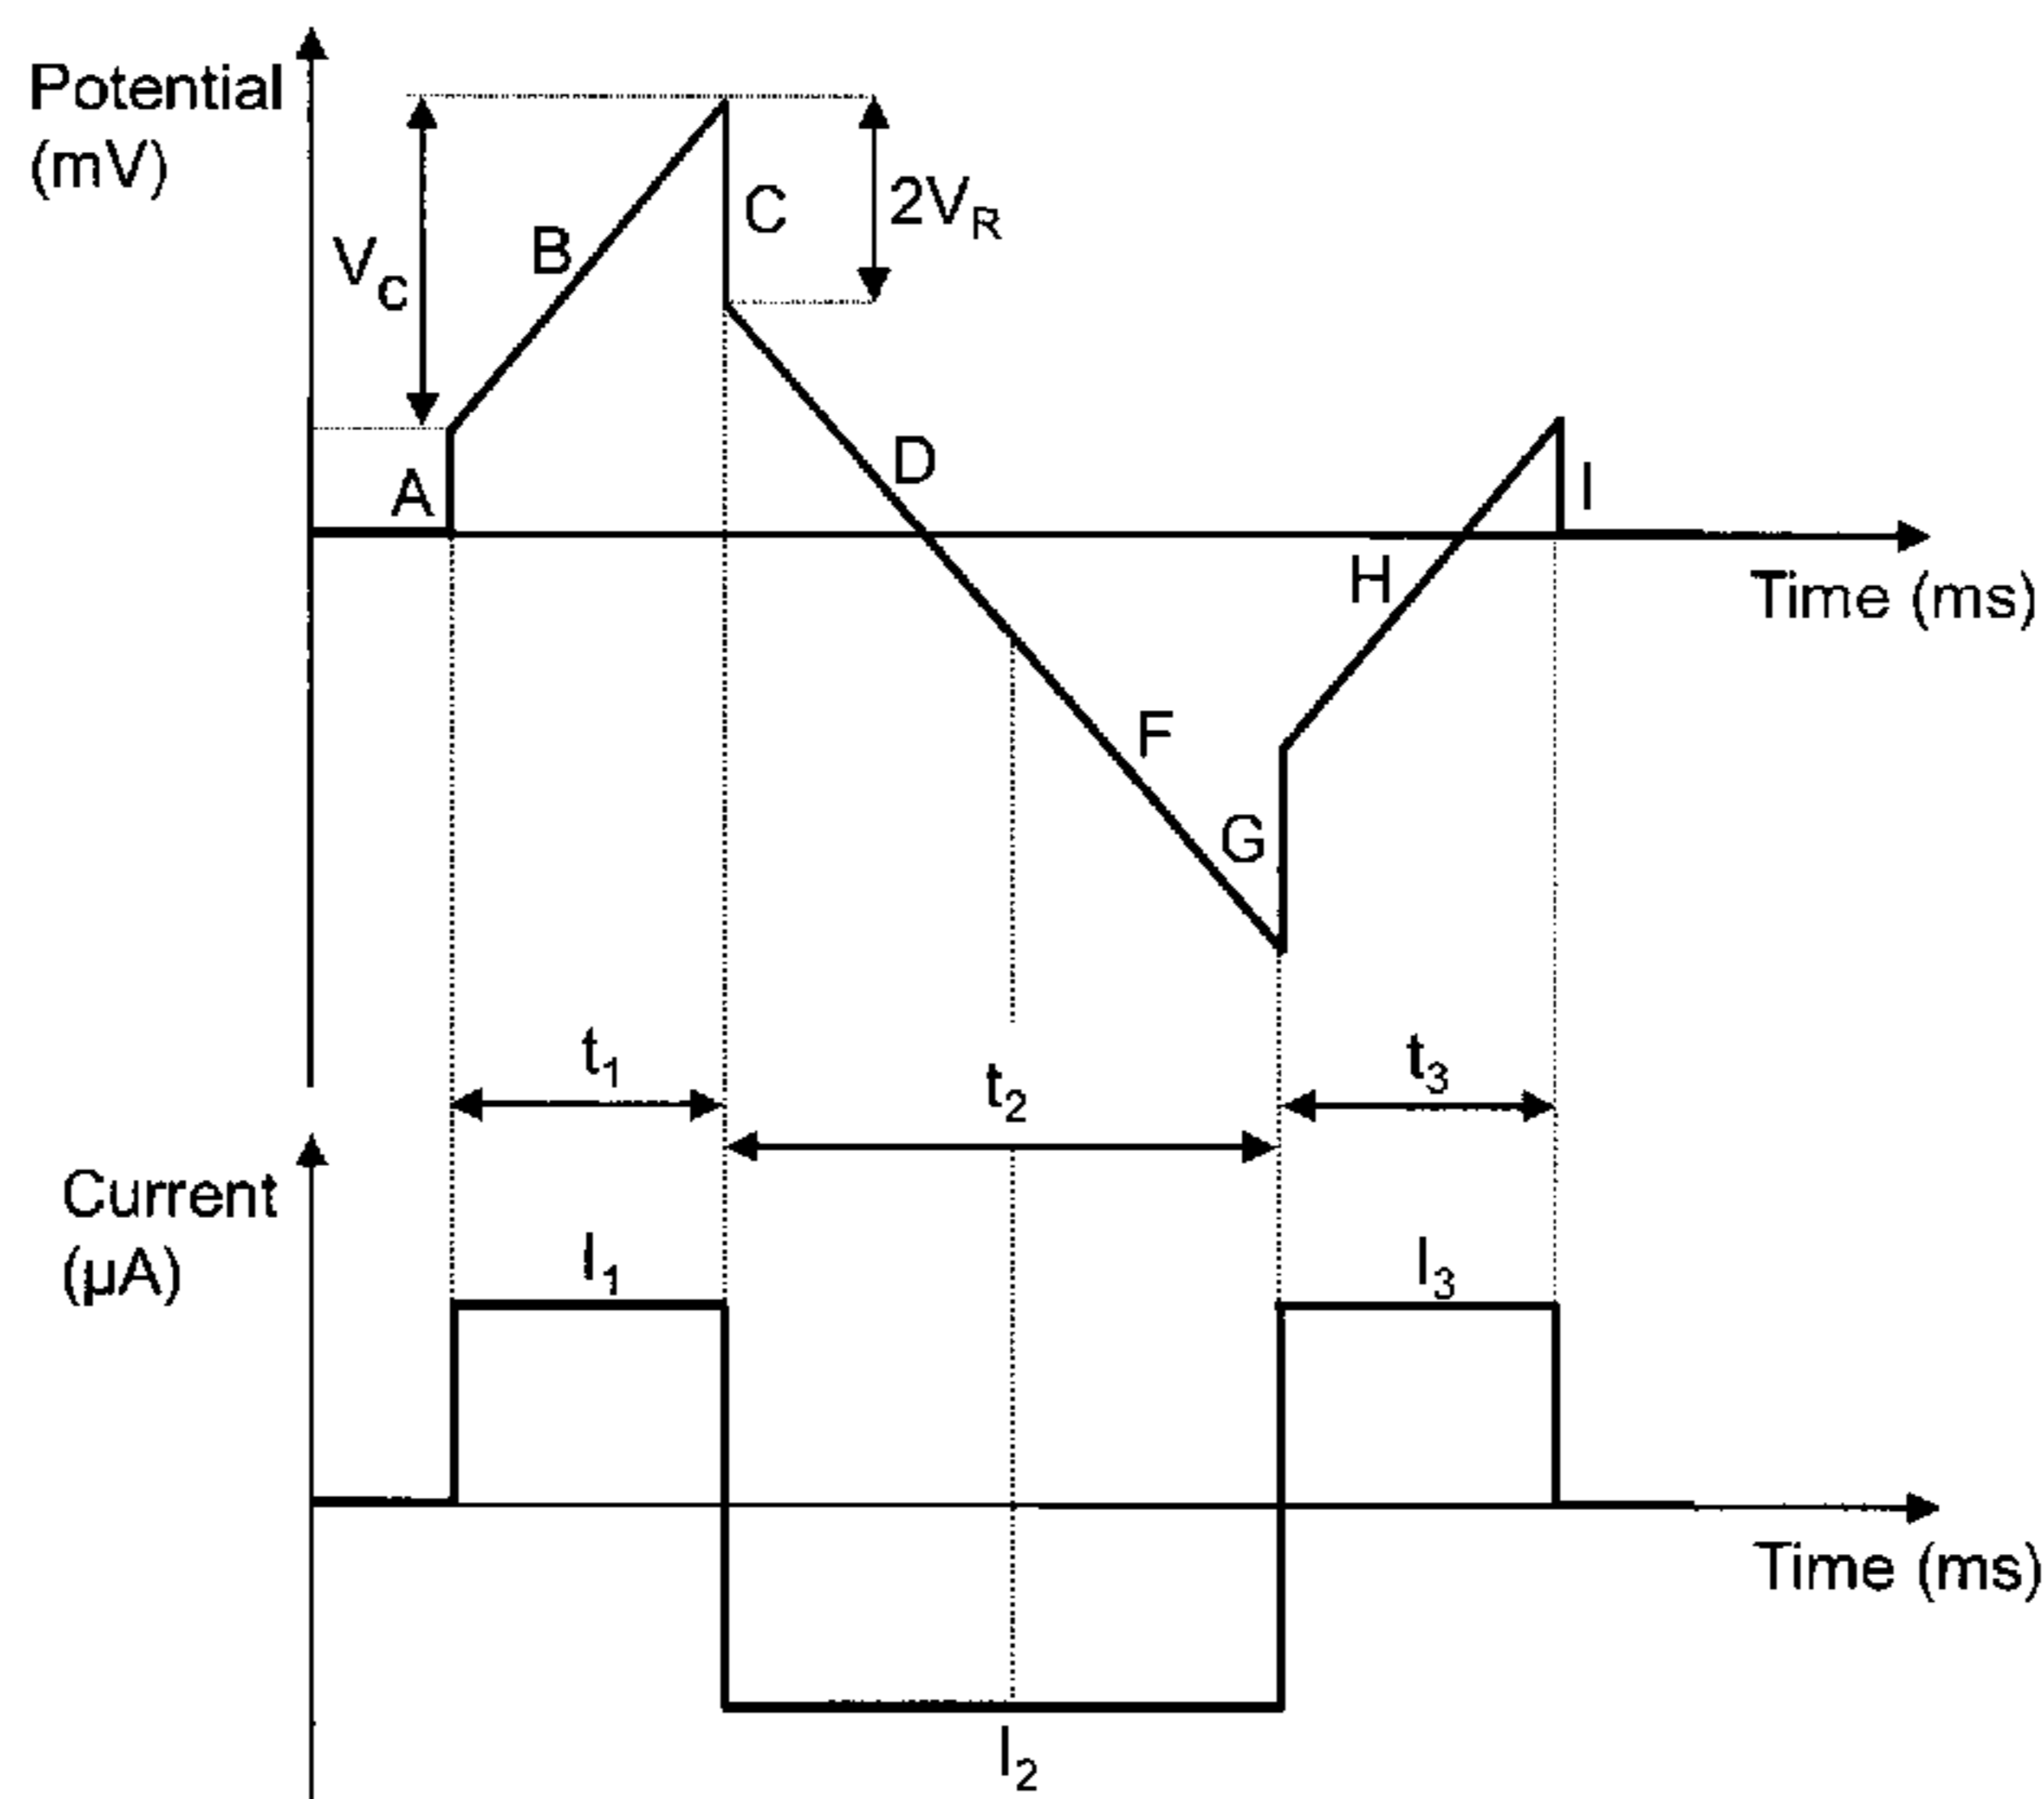 Potential
(mV)
V_C
B
C
2V_R
A
D
I
H
Time (ms)
F
G
t_1
t_2
t_3
Current
(µA)
I_1
I_3
Time (ms)
I_2